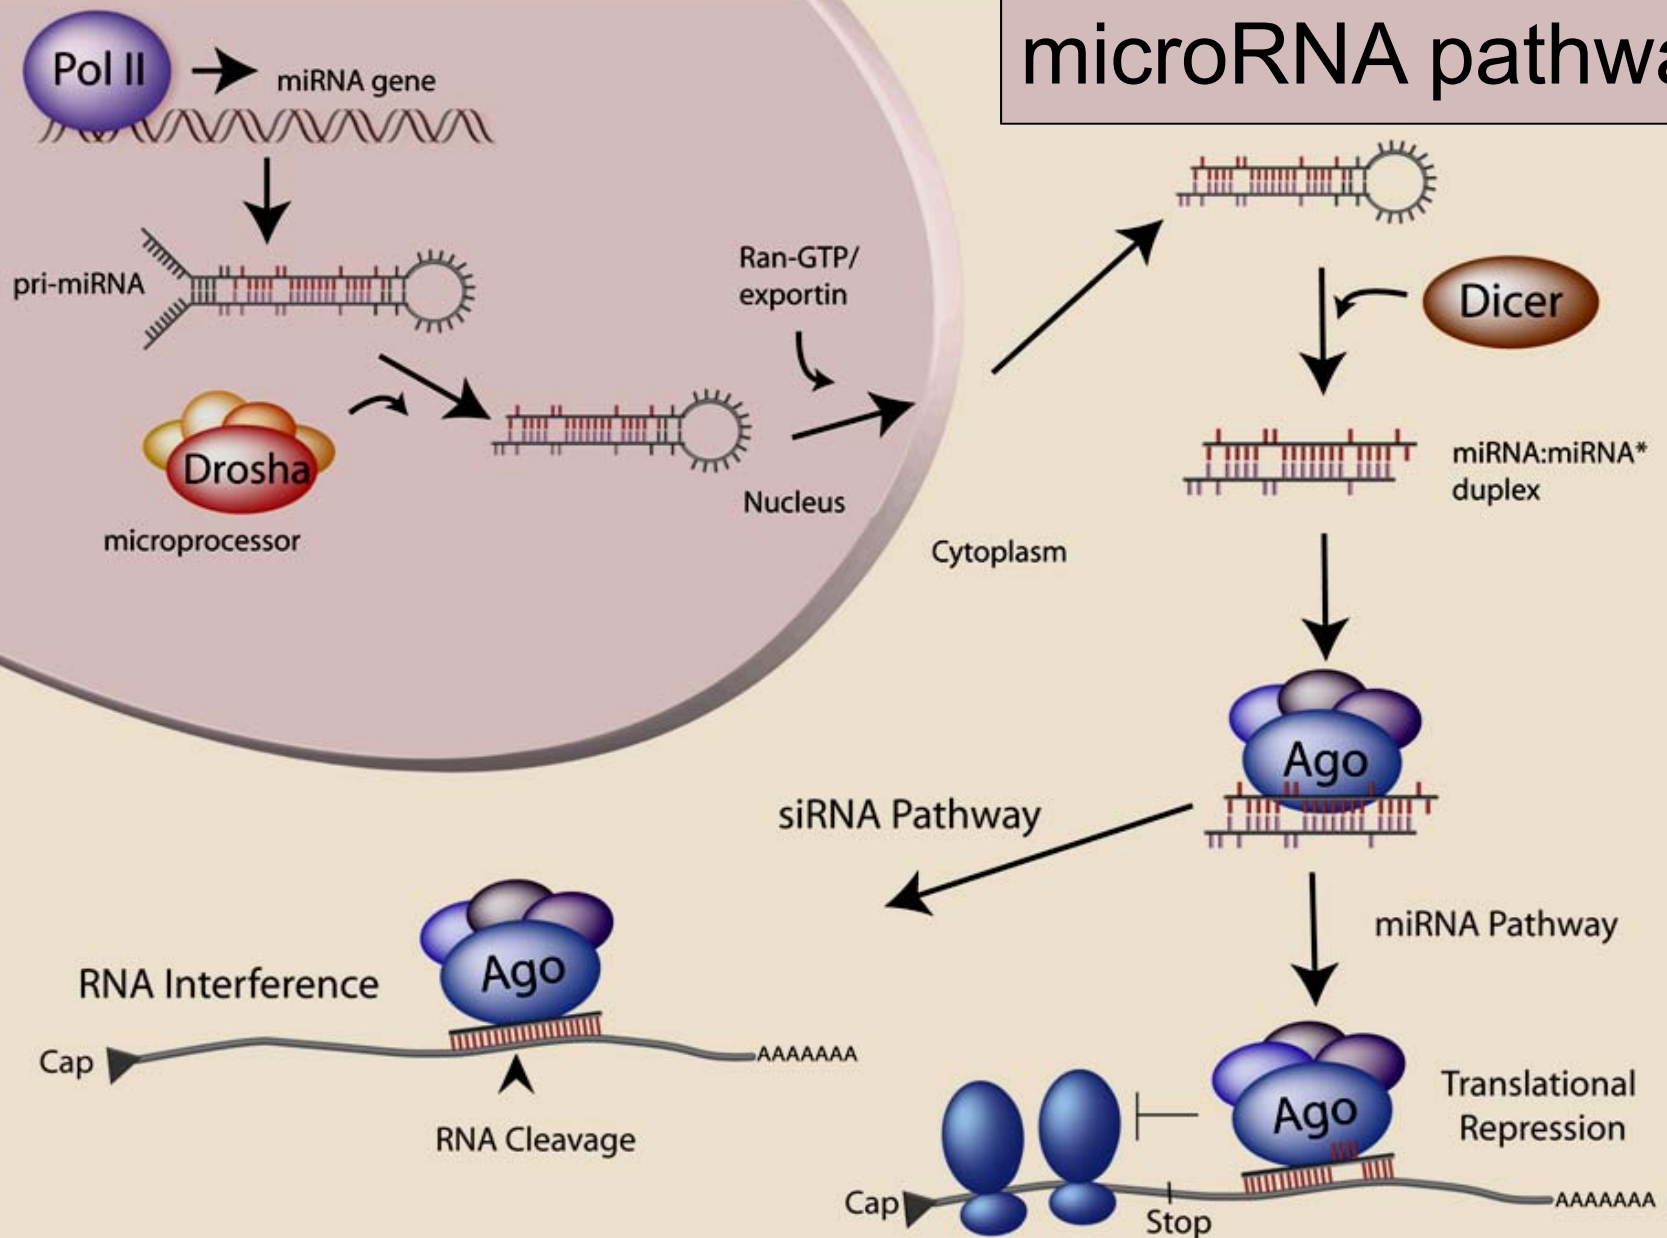 microRNA pathwa
Pol II
miRNA gene
pri-miRNA
Drosha
microprocessor
Ran-GTP/
exportin
Nucleus
Cytoplasm
Dicer
miRNA:miRNA*
duplex
Ago
siRNA Pathway
miRNA Pathway
RNA Interference
Ago
Cap
AAAAAAA
RNA Cleavage
Ago
Translational
Repression
Cap
Stop
AAAAAAA